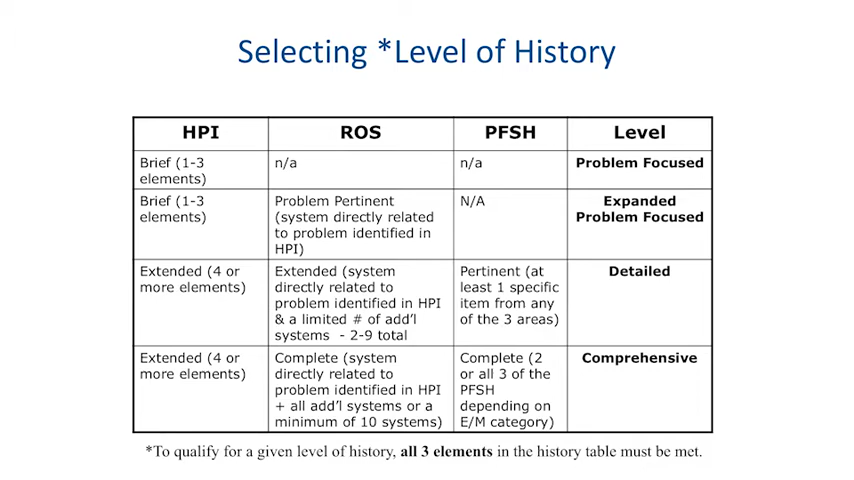 Selecting *Level of History
HPI ROS PFSH Level
Brief (1-3
elements)
n/a
n/a
Problem Focused
Brief (1-3
elements)
Problem Pertinent
(system directly related
to problem identified in
HPI)
N/A
Expanded
Problem Focused
Extended (4 or
more elements)
Extended (system
directly related to
problem identified in HPI
& a limited # of add’l
systems - 2-9 total
Pertinent (at
least 1 specific
item from any
of the 3 areas)
Detailed
Extended (4 or
more elements)
Complete (system
directly related to
problem identified in HPI
+ all add’l systems or a
minimum of 10 systems)
Complete (2
or all 3 of the
PFSH
depending on
E/M category)
Comprehensive
*To qualify for a given level of history, all 3 elements in the history table must be met.